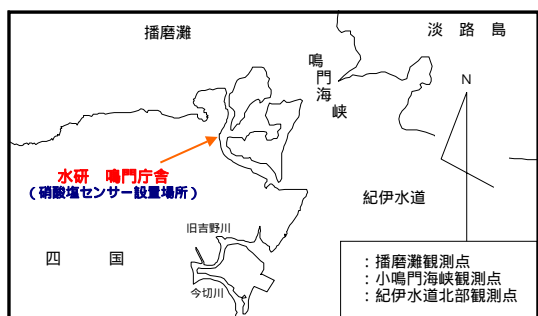 播磨灘
淡路島
鳴門海峡
N
水研 鳴門庁舎
(硝酸塩センサー設置場所)
紀伊水道
旧吉野川
四国
今切川
:播磨灘観測点
:小鳴門海峡観測点
:紀伊水道北部観測点